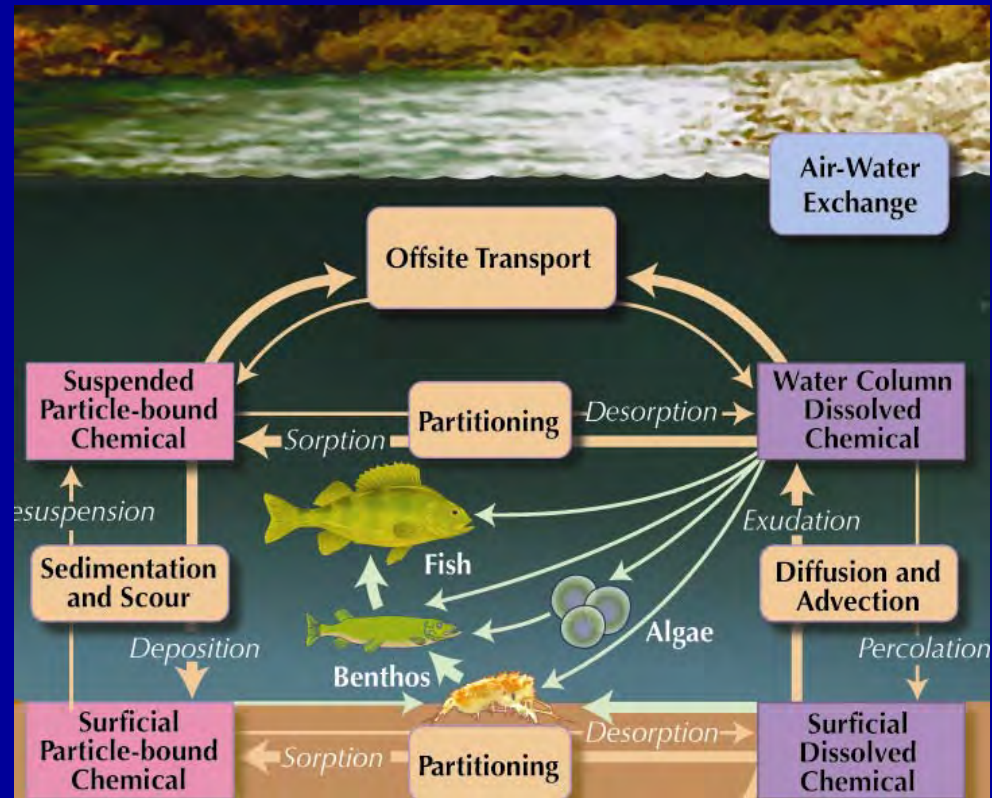 Air-Water
Exchange
Offsite Transport
Suspended
Particle-bound
Chemical
Partitioning
Desorption
Sorption
Water Column
Dissolved
Chemical
esuspension
Exudation
Fish
Sedimentation
and Scour
Diffusion and
Advection
Algae
Deposition
Benthos
Percolation
Surficial
Particle-bound
Chemical
Desorption
Sorption
Partitioning
Surficial
Dissolved
Chemical